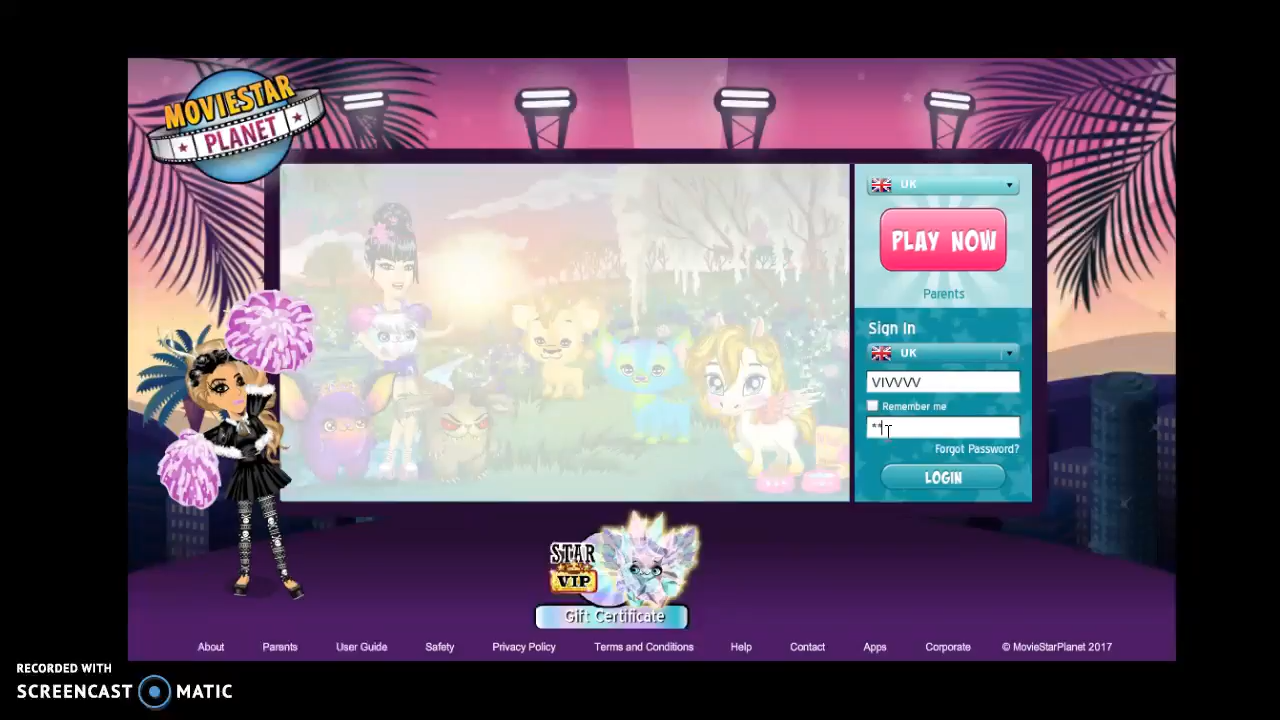 MOVIESTAR
PLANET
UK
PLAY NOW
Parents
Sign In
UK
VIVVVV
Remember me
**
Forgot Password?
LOGIN
STAR
VIP
Gift Certificate
About Parents User Guide Safety Privacy Policy Terms and Conditions Help Contact Apps Corporate © MovieStarPlanet 2017
RECORDED WITH
SCREENCAST MATIC